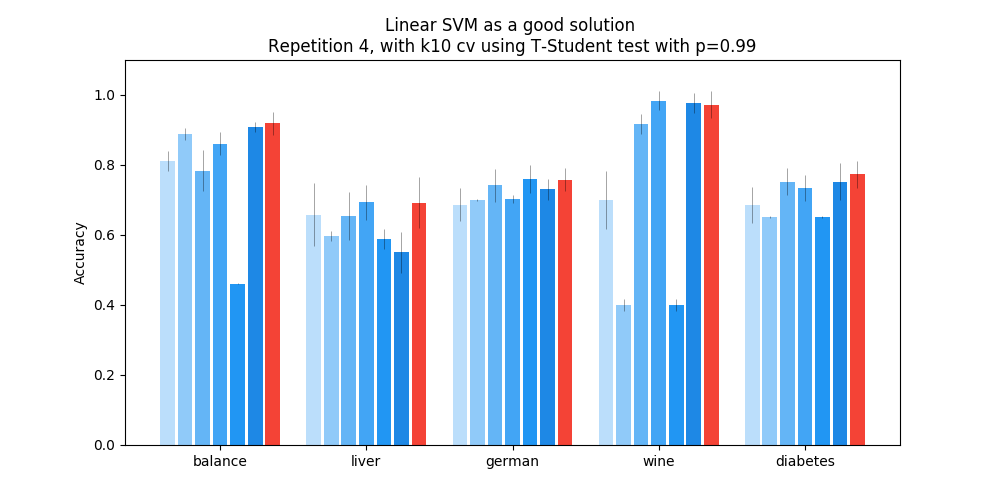 Linear SVM as a good solution
Repetition 4, with k10 cv using T-Student test with p=0.99
Accuracy
1.0
0.8
0.6
0.4
0.2
0.0
balance
liver
german
wine
diabetes